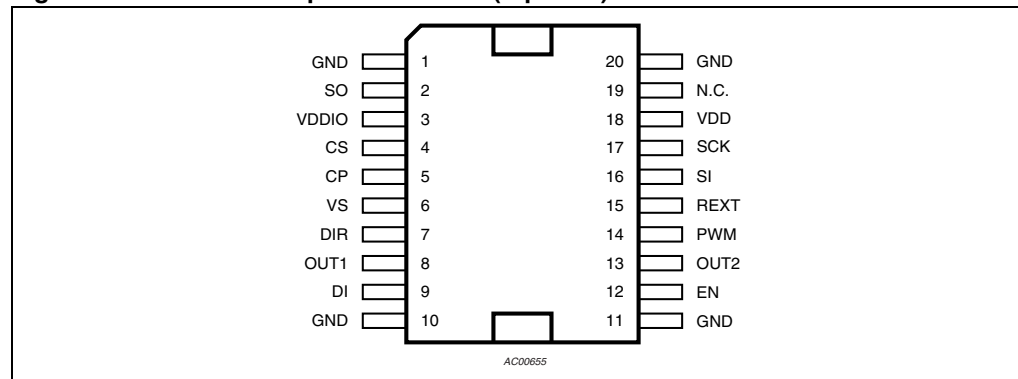 GND 1 20 GND
SO 2 19 N.C.
VDDIO 3 18 VDD
CS 4 17 SCK
CP 5 16 SI
VS 6 15 REXT
DIR 7 14 PWM
OUT1 8 13 OUT2
DI 9 12 EN
GND 10 11 GND
AC00655